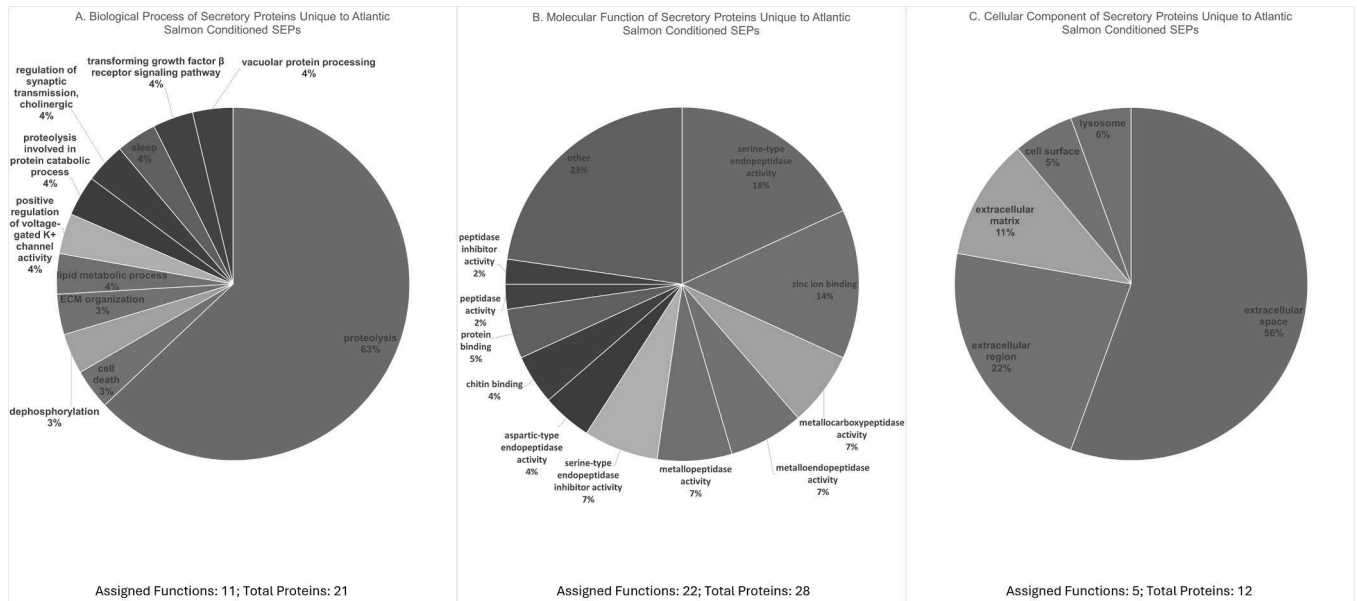 A. Biological Process of Secretory Proteins Unique to Atlantic
Salmon Conditioned SEPs
transforming growth factor β
receptor signaling pathway
4%
vacuolar protein processing
4%
regulation of
synaptic
transmission,
cholinergic
4%
sleep
4%
proteolysis
involved in
protein catabolic
process
4%
positive
regulation
of voltage-
gated K+
channel
activity
4%
lipid metabolic process
4%
ECM organization
3%
cell
death
3%
dephosphorylation
3%
proteolysis
63%
Assigned Functions: 11; Total Proteins: 21
B. Molecular Function of Secretory Proteins Unique to Atlantic
Salmon Conditioned SEPs
other
23%
serine-type
endopeptidase
activity
18%
peptidase
inhibitor
activity
2%
peptidase
activity
2%
protein
binding
5%
chitin binding
4%
aspartic-type
endopeptidase
activity
4%
serine-type
endopeptidase
inhibitor activity
7%
metallopeptidase
activity
7%
metalloendopeptidase
activity
7%
metallocarboxypeptidase
activity
7%
zinc ion binding
14%
Assigned Functions: 22; Total Proteins: 28
C. Cellular Component of Secretory Proteins Unique to Atlantic
Salmon Conditioned SEPs
lysosome
6%
cell surface
5%
extracellular
matrix
11%
extracellular
region
22%
extracellular
space
56%
Assigned Functions: 5; Total Proteins: 12